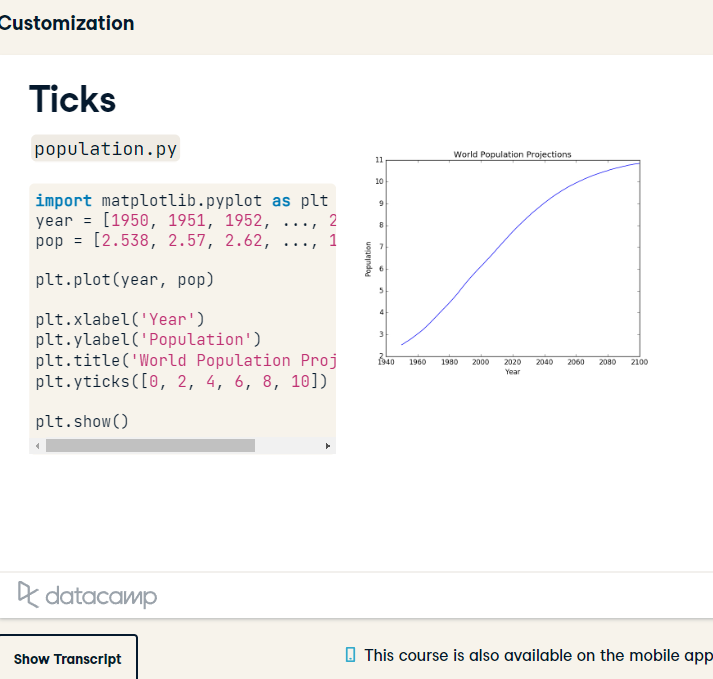 Customization
Ticks
population.py
import matplotlib.pyplot as plt
year = [1950, 1951, 1952, ..., 2
pop = [2.538, 2.57, 2.62, ..., 1
plt.plot(year, pop)
plt.xlabel('Year')
plt.ylabel('Population')
plt.title('World Population Proj
plt.yticks([0, 2, 4, 6, 8, 10])
plt.show()
World Population Projections
11
10
9
8
7
6
5
4
3
2
Population
1940 1960 1980 2000 2020 2040 2060 2080 2100
Year
datacamp
Show Transcript
This course is also available on the mobile app